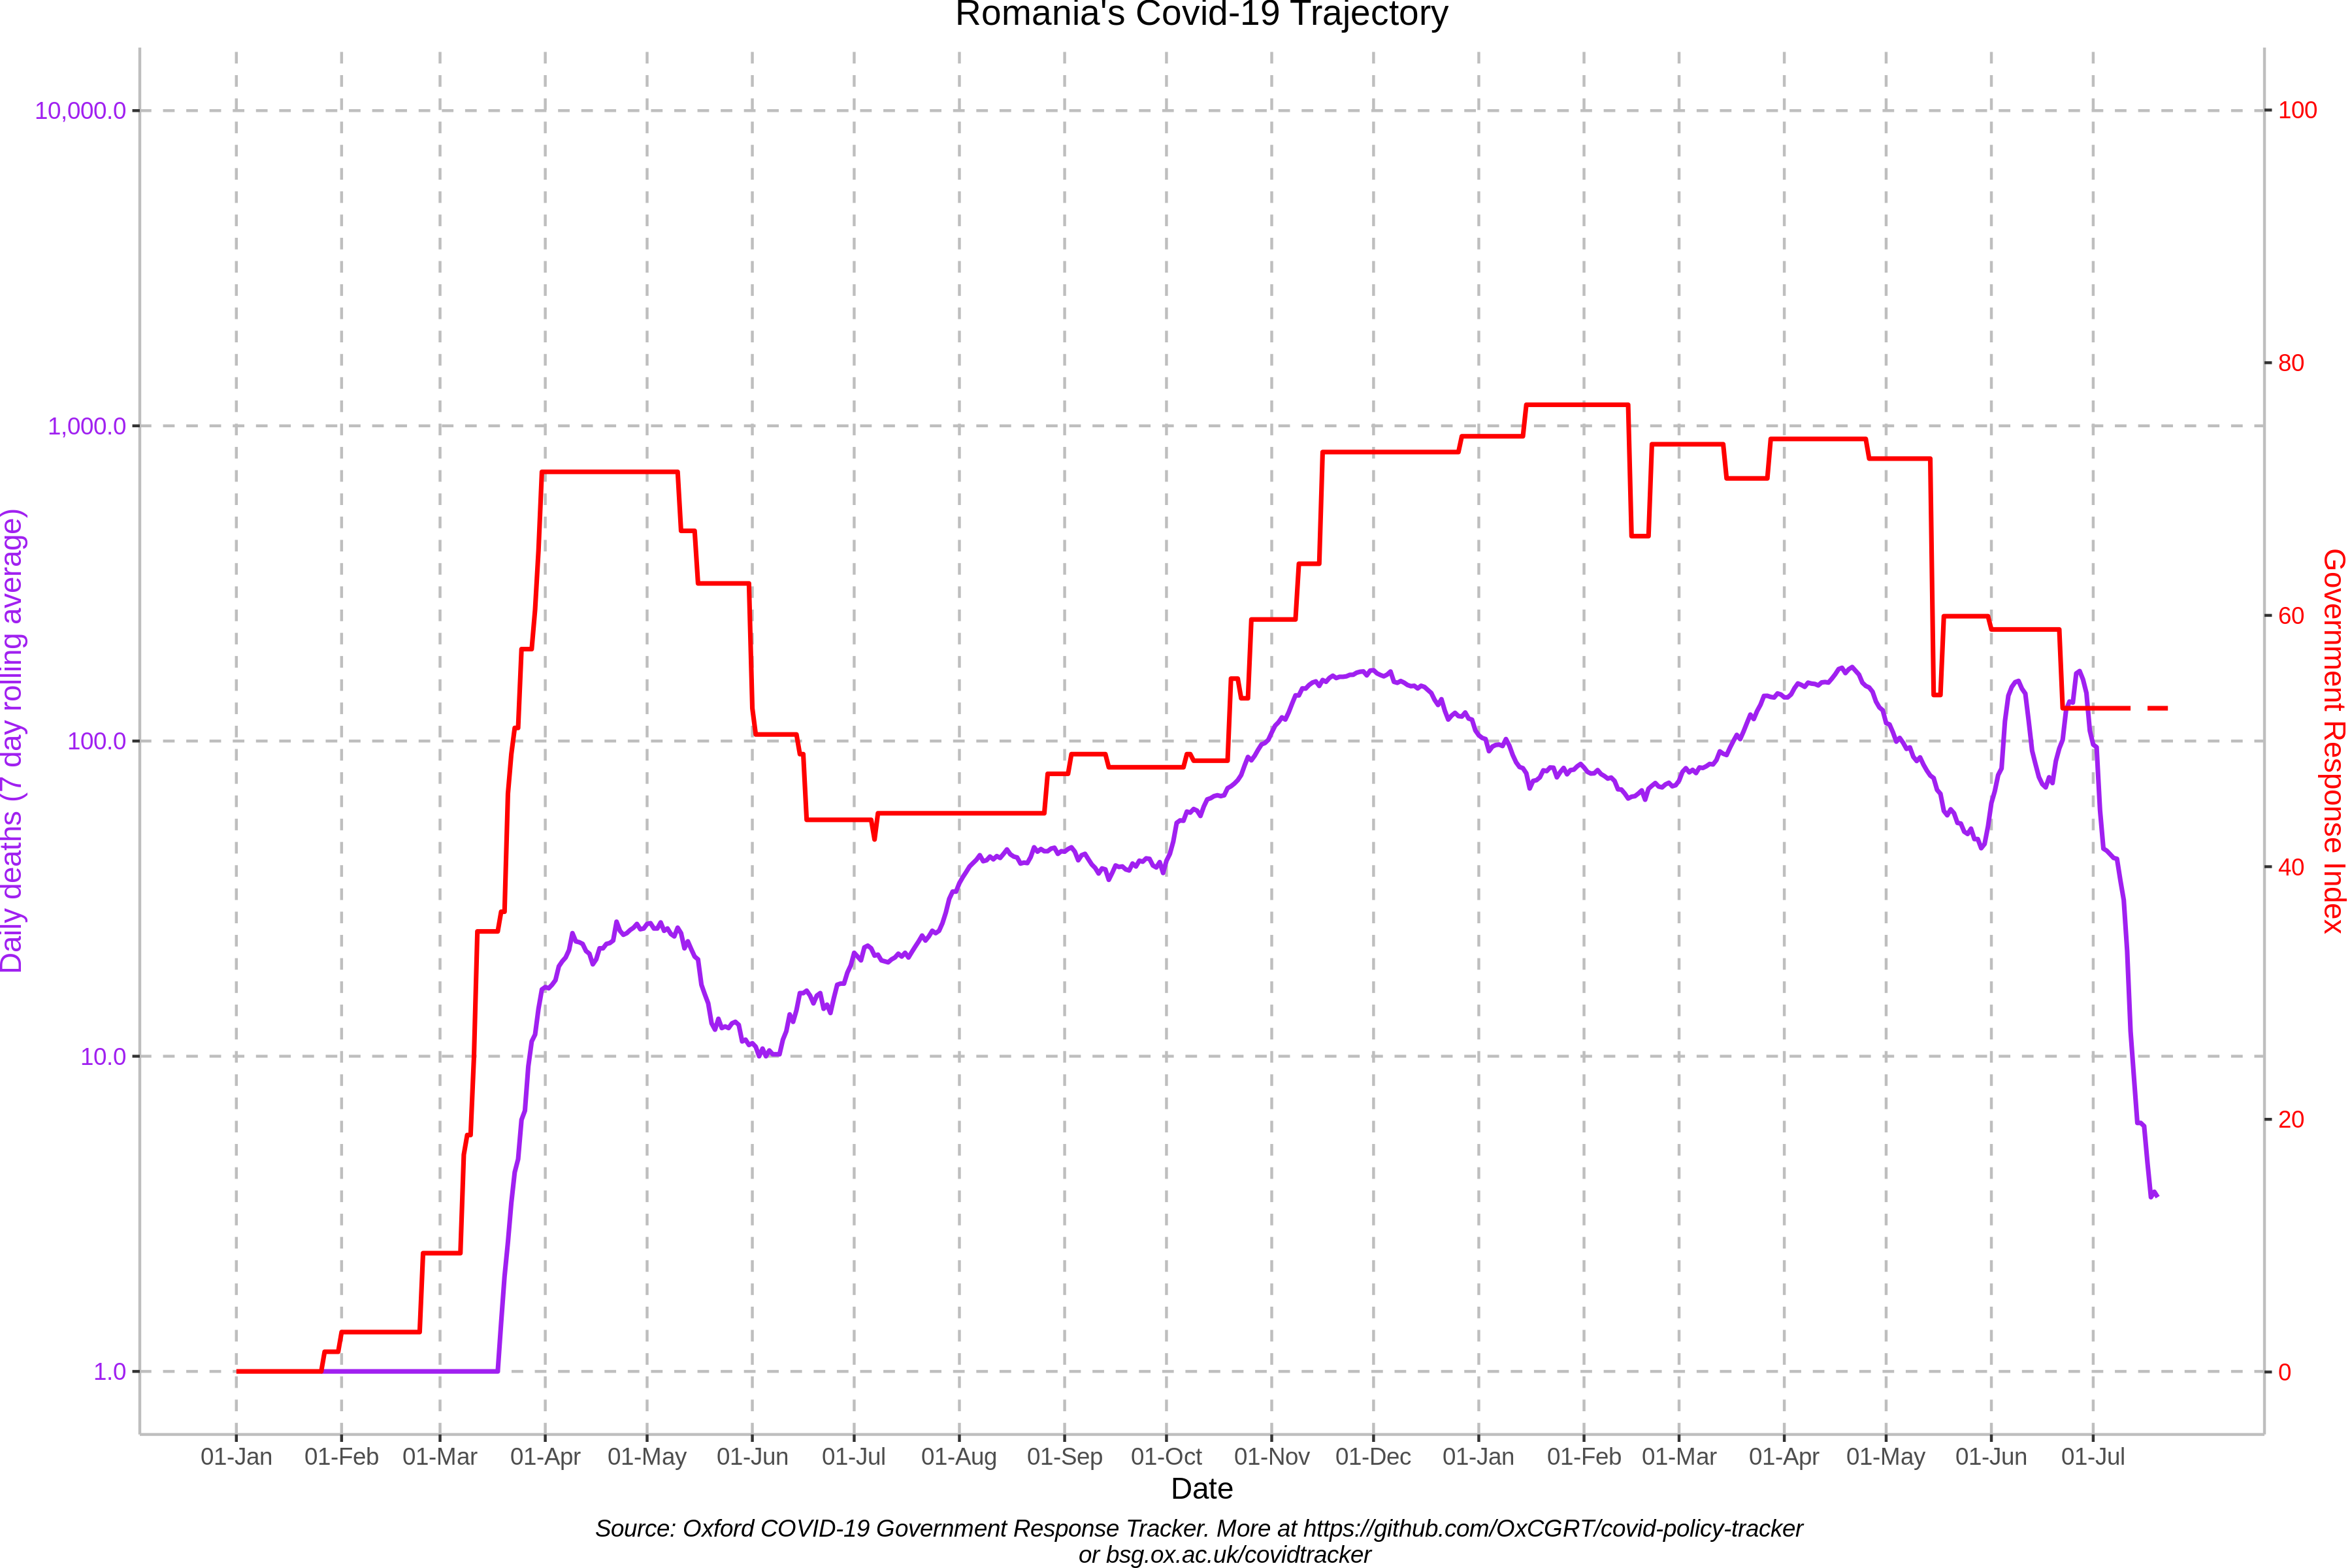 Romania's Covid-19 Trajectory
10,000.0
1,000.0
100.0
10.0
1.0
Daily deaths (7 day rolling average)
100
80
60
40
20
0
Government Response Index
01-Jan 01-Feb 01-Mar 01-Apr 01-May 01-Jun 01-Jul 01-Aug 01-Sep 01-Oct 01-Nov 01-Dec 01-Jan 01-Feb 01-Mar 01-Apr 01-May 01-Jun 01-Jul
Date
Source: Oxford COVID-19 Government Response Tracker. More at https://github.com/OxCGRT/covid-policy-tracker
or bsg.ox.ac.uk/covidtracker